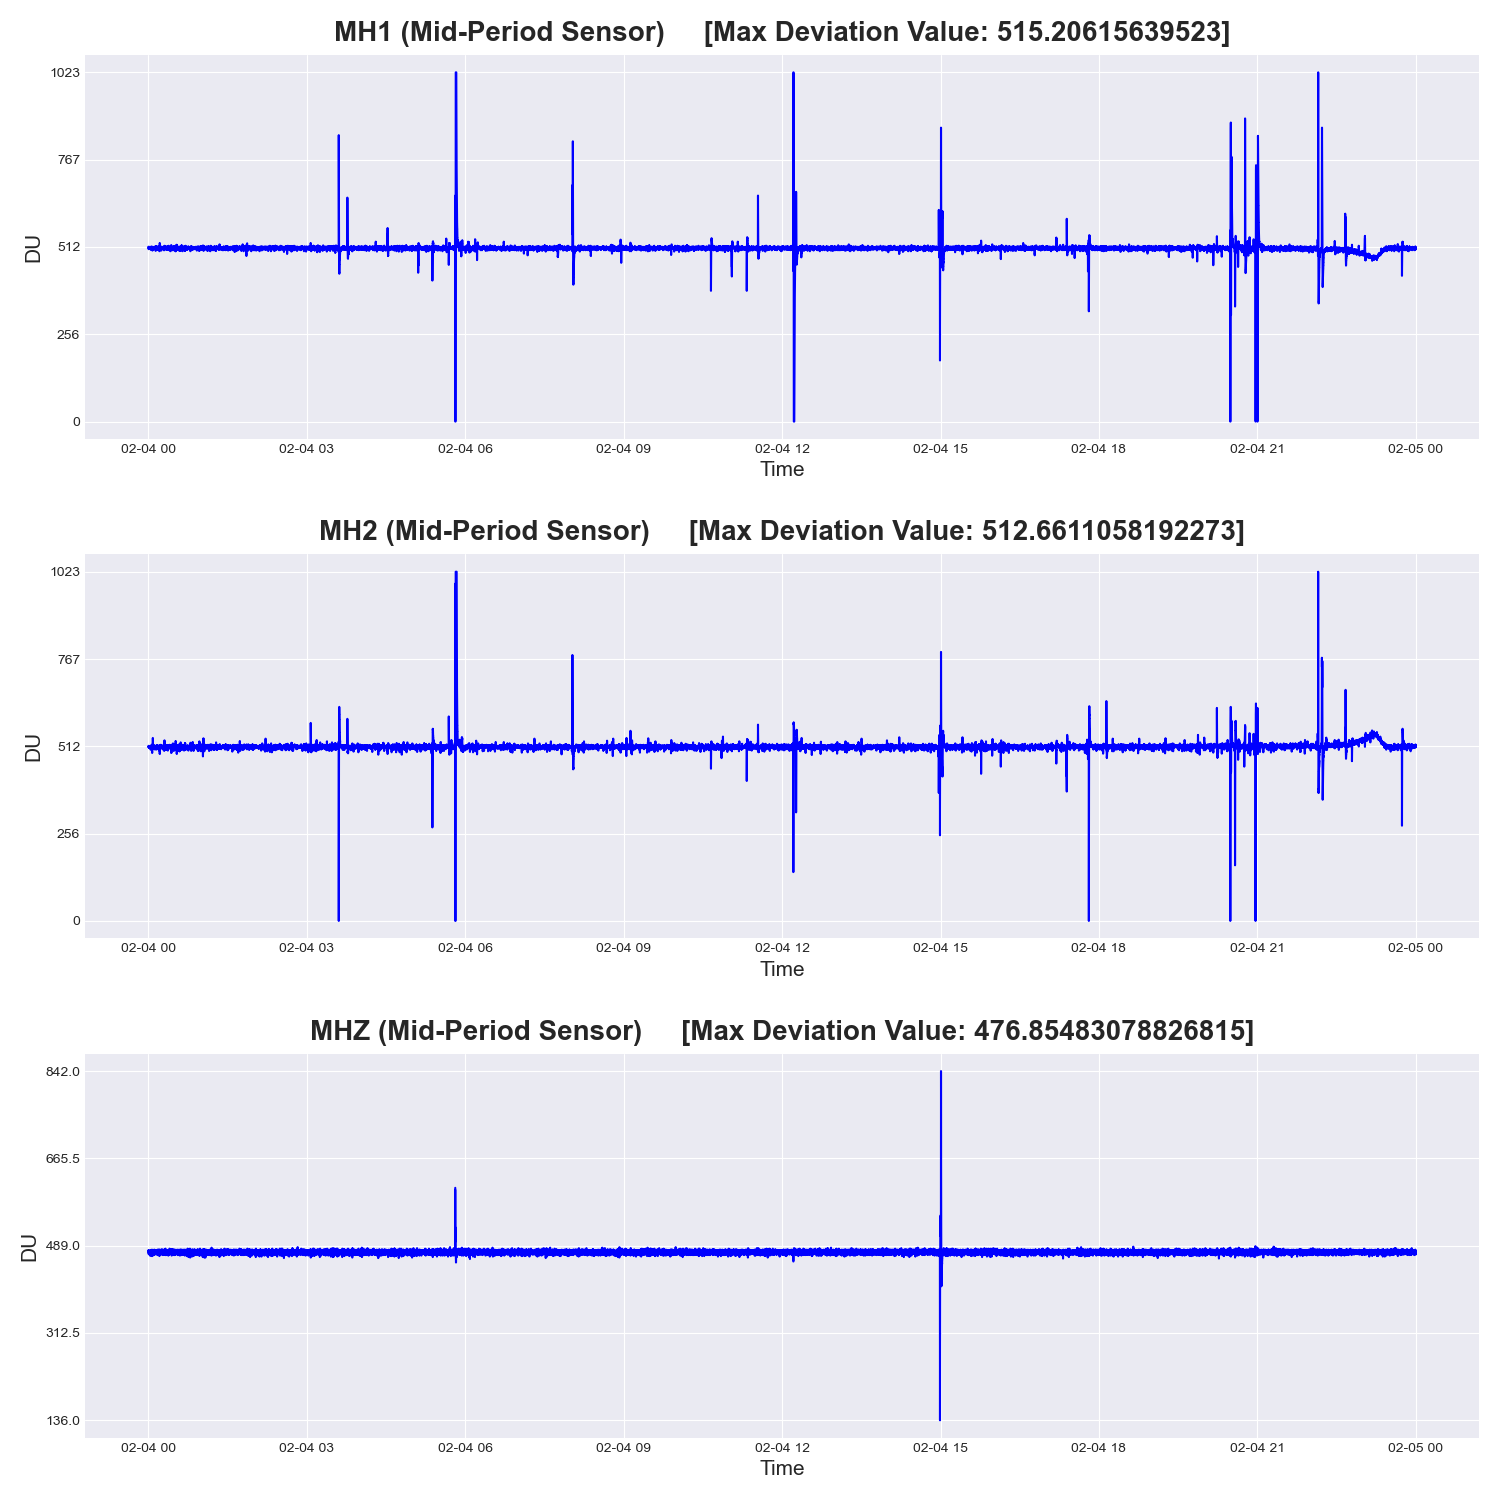 MH1 (Mid-Period Sensor) [Max Deviation Value: 515.20615639523]
1023
767
512
256
0
DU
02-04 00 02-04 03 02-04 06 02-04 09 02-04 12 02-04 15 02-04 18 02-04 21 02-05 00
Time
MH2 (Mid-Period Sensor) [Max Deviation Value: 512.6611058192273]
1023
767
512
256
0
DU
02-04 00 02-04 03 02-04 06 02-04 09 02-04 12 02-04 15 02-04 18 02-04 21 02-05 00
Time
MHZ (Mid-Period Sensor) [Max Deviation Value: 476.85483078826815]
842.0
665.5
489.0
312.5
136.0
DU
02-04 00 02-04 03 02-04 06 02-04 09 02-04 12 02-04 15 02-04 18 02-04 21 02-05 00
Time